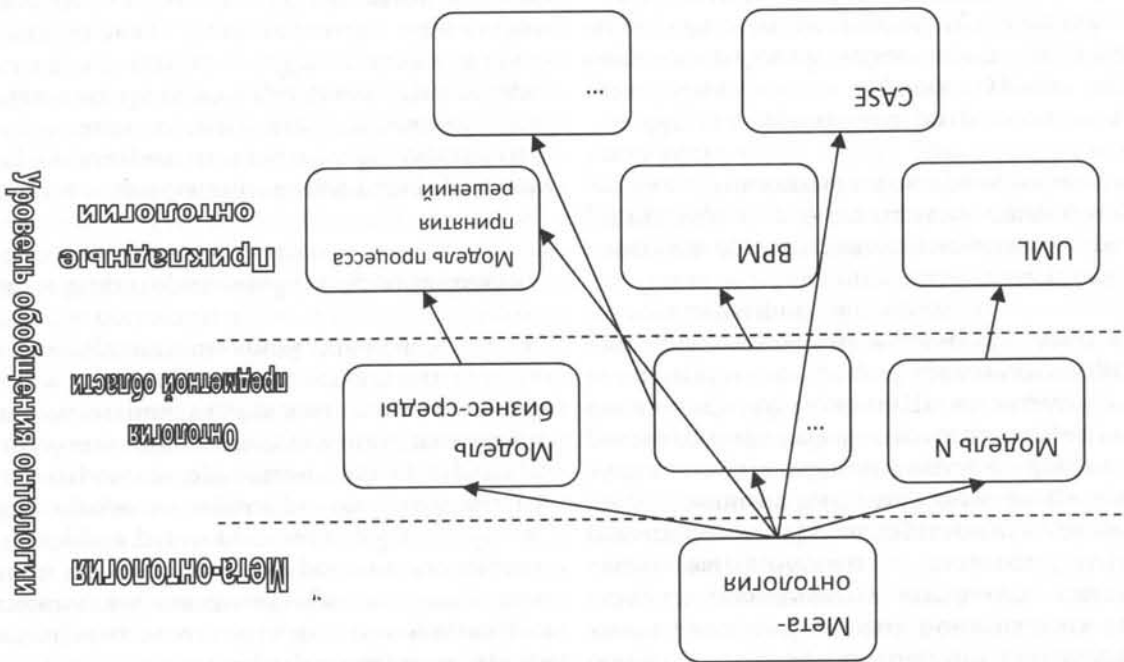 Уровень обобщения онтологии
Мета-онтология
Мета-
онтология
Онтология
предметной области
Модель
бизнес-среды
...
Модель N
Прикладные
онтологии
Модель процесса
принятия
решений
BPM
UML
...
CASE